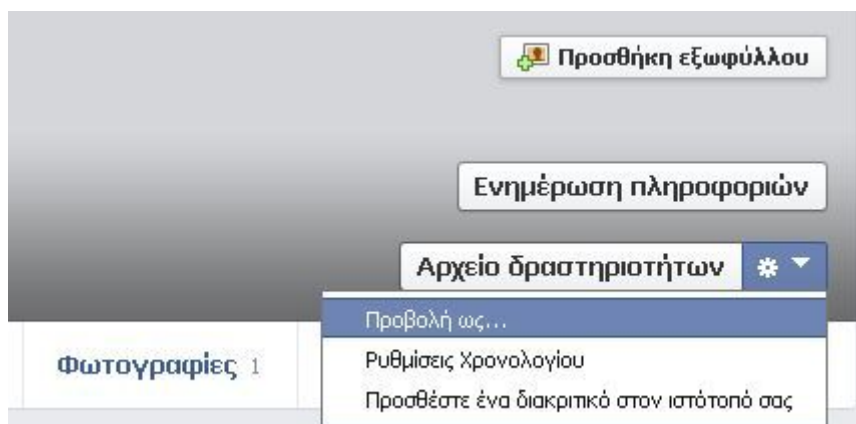 Προσθήκη εξωφύλλου
Ενημέρωση πληροφοριών
Αρχείο δραστηριοτήτων
Προβολή ως...
Φωτογραφίες 1
Ρυθμίσεις Χρονολογίου
Προσθέστε ένα διακριτικό στον ιστότοπό σας